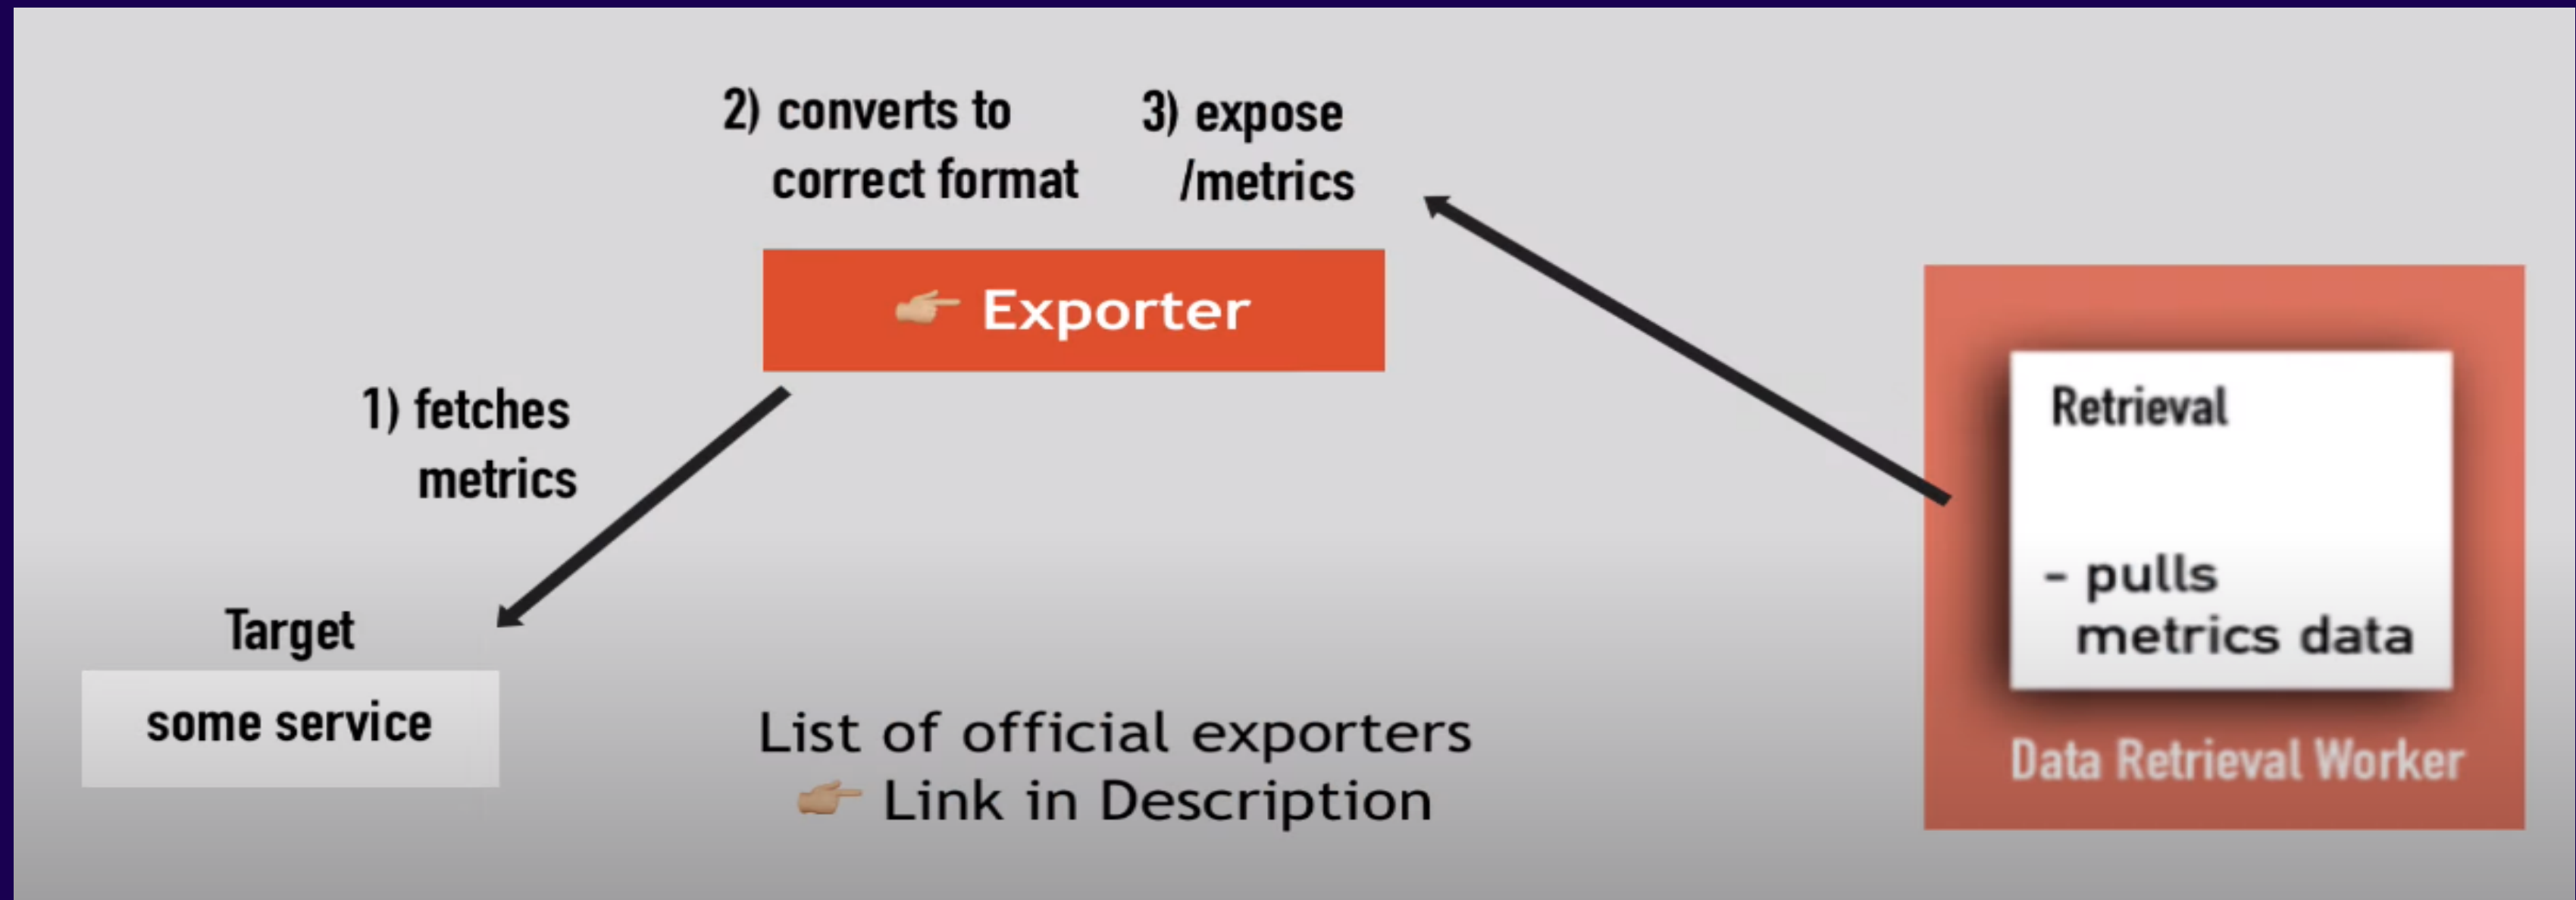 2) converts to
correct format
3) expose
/metrics
👉🏼 Exporter
1) fetches
metrics
Target
some service
List of official exporters
👉🏼 Link in Description
Retrieval
- pulls
metrics data
Data Retrieval Worker